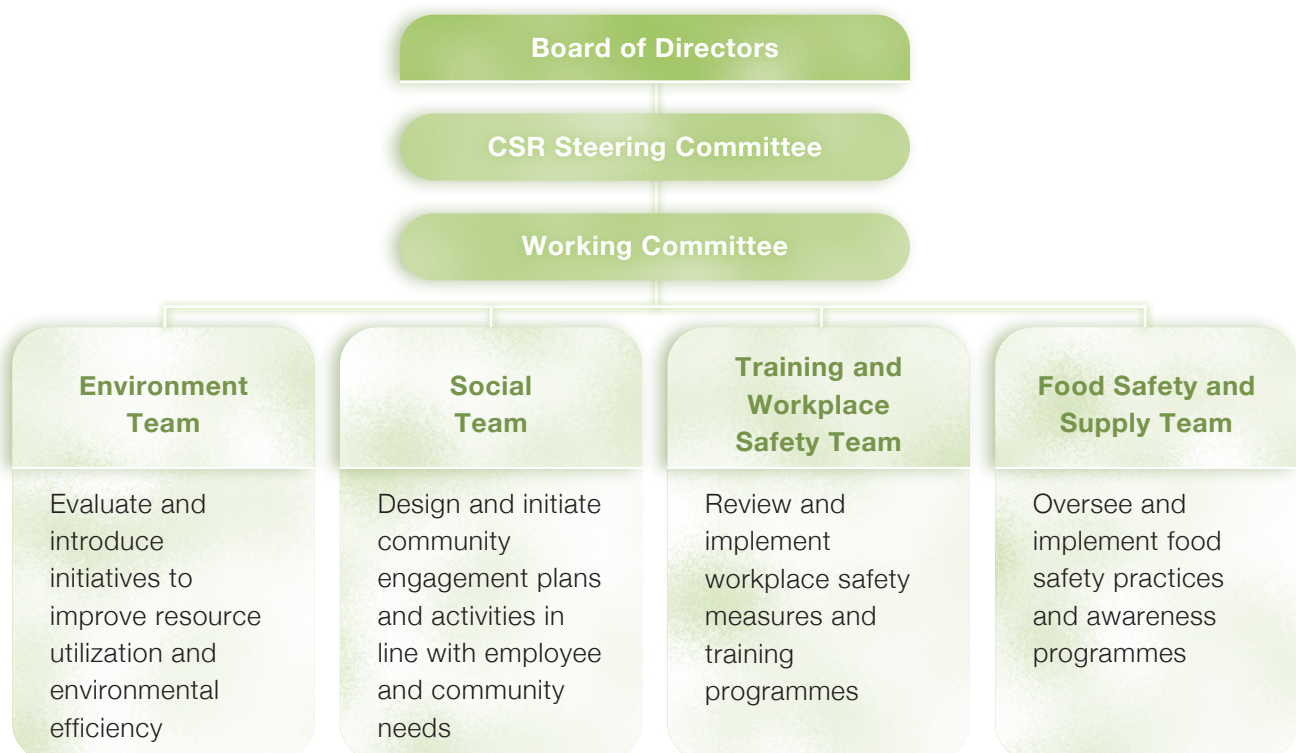 Board of Directors
CSR Steering Committee
Working Committee
Environment
Team
Evaluate and
introduce
initiatives to
improve resource
utilization and
environmental
efficiency
Social
Team
Design and initiate
community
engagement plans
and activities in
line with employee
and community
needs
Training and
Workplace
Safety Team
Review and
implement
workplace safety
measures and
training
programmes
Food Safety and
Supply Team
Oversee and
implement food
safety practices
and awareness
programmes